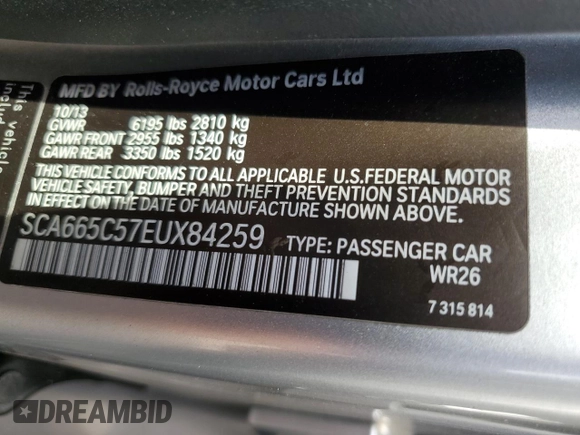 This vehicle
includ
MFD BY Rolls-Royce Motor Cars Ltd
10/13
GVWR 6195 lbs 2810 kg
GAWR FRONT 2955 lbs 1340 kg
GAWR REAR 3350 lbs 1520 kg
THIS VEHICLE CONFORMS TO ALL APPLICABLE U.S.FEDERAL MOTOR
VEHICLE SAFETY, BUMPER AND THEFT PREVENTION STANDARDS
IN EFFECT ON THE DATE OF MANUFACTURE SHOWN ABOVE.
SCA665C57EUX84259 TYPE: PASSENGER CAR
WR26
7 315 814
DREAMBID